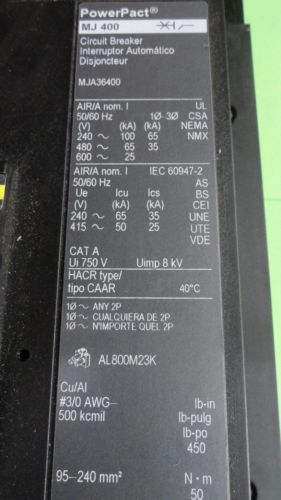 PowerPact®
MJ 400
Circuit Breaker
Interruptor Automático
Disjoncteur
MJA36400
AIR/A nom. I UL
50/60 Hz 1Ø–3Ø CSA
(V) (kA) (kA) NEMA
240 ~ 100 65 NMX
480 ~ 65 35
600 ~ 25
AIR/A nom. I IEC 60947-2
50/60 Hz AS
Ue Icu Ics BS
(V) (kA) (kA) CEI
240 ~ 65 35 UNE
415 ~ 50 25 UTE
VDE
CAT A
Ui 750 V Uimp 8 kV
HACR type/
tipo CAAR 40°C
1Ø ~ ANY 2P
1Ø ~ CUALQUIERA DE 2P
1Ø ~ N'IMPORTE QUEL 2P
AL800M23K
Cu/Al
#3/0 AWG– lb-in
500 kcmil lb-pulg
lb-po
450
95–240 mm² N•m
50